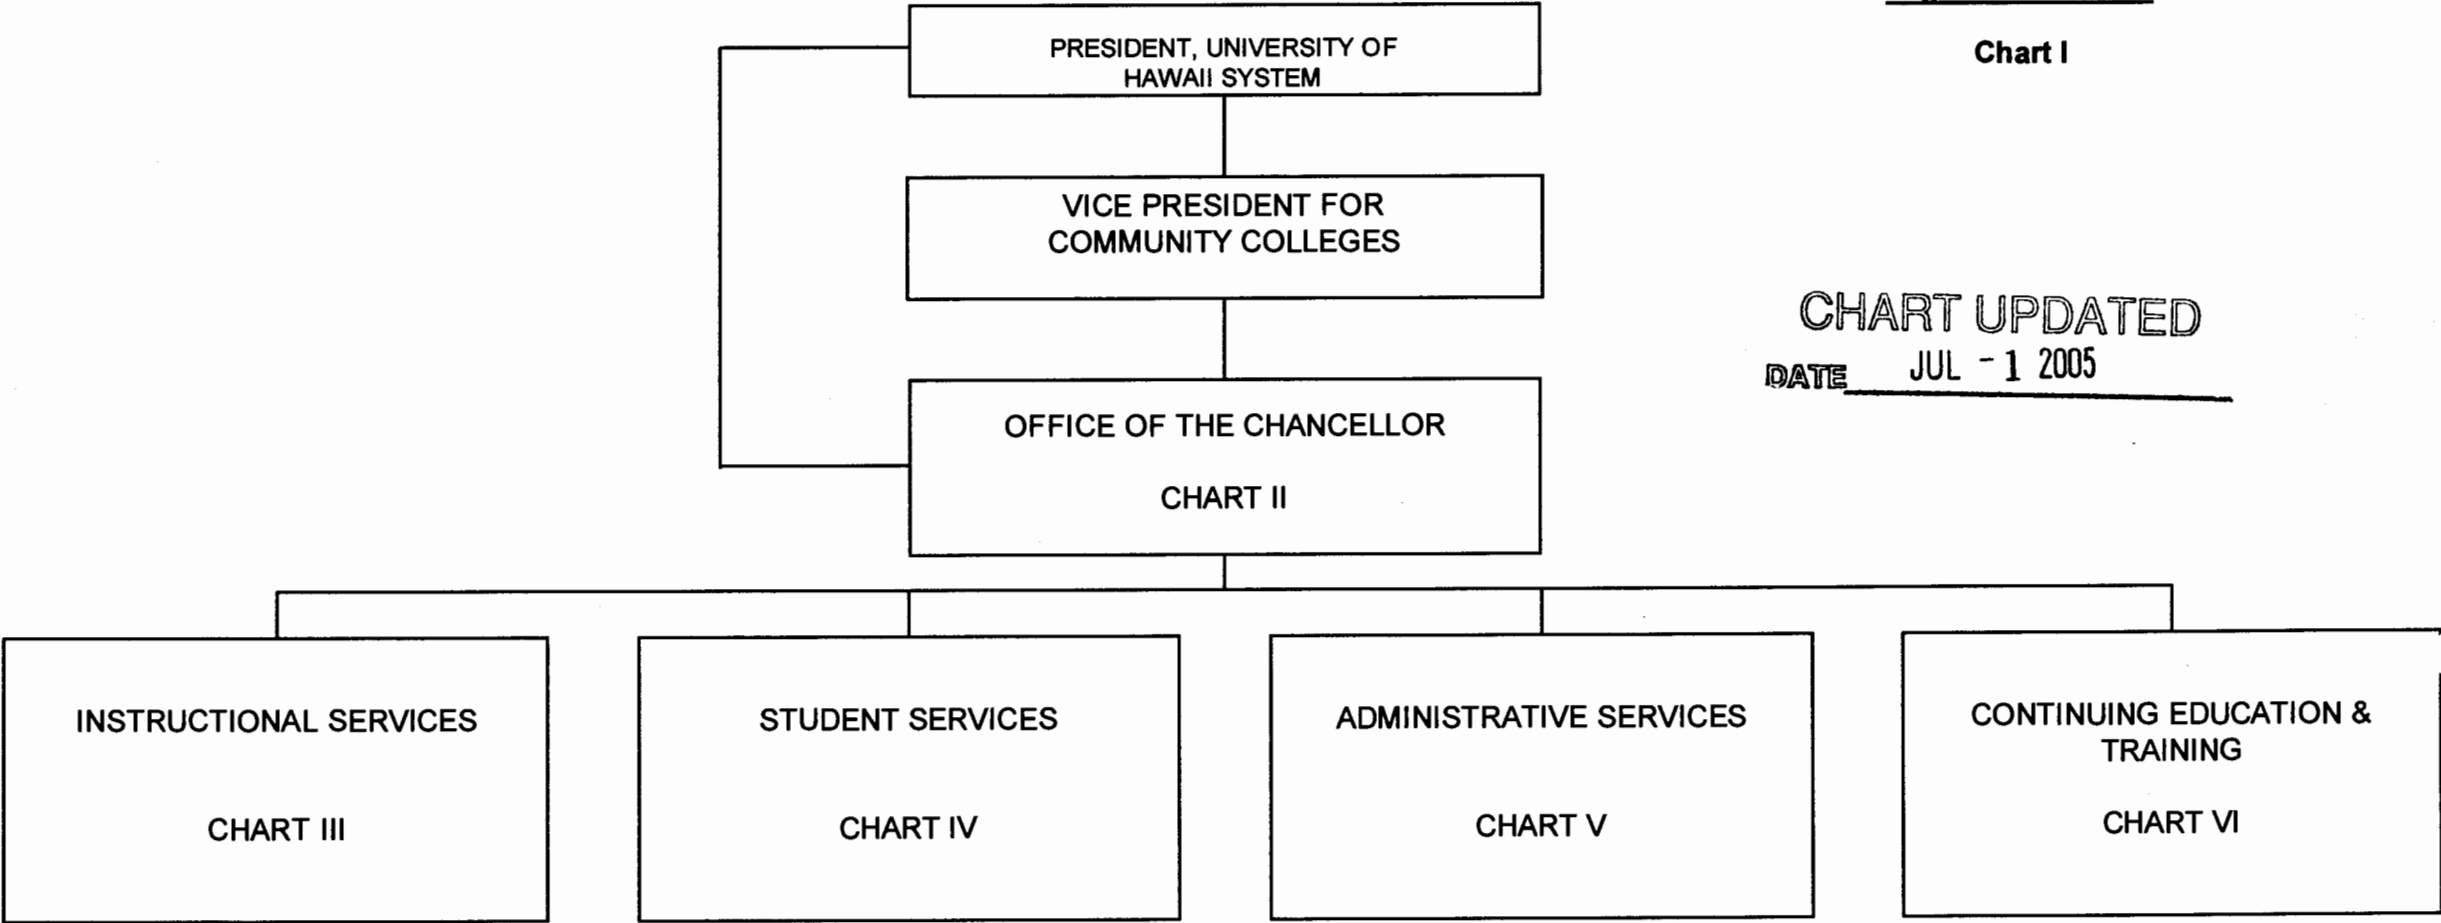 Chart I
PRESIDENT, UNIVERSITY OF
HAWAII SYSTEM
VICE PRESIDENT FOR
COMMUNITY COLLEGES
CHART UPDATED
DATE JUL - 1 2005
OFFICE OF THE CHANCELLOR
CHART II
INSTRUCTIONAL SERVICES
CHART III
STUDENT SERVICES
CHART IV
ADMINISTRATIVE SERVICES
CHART V
CONTINUING EDUCATION &
TRAINING
CHART VI